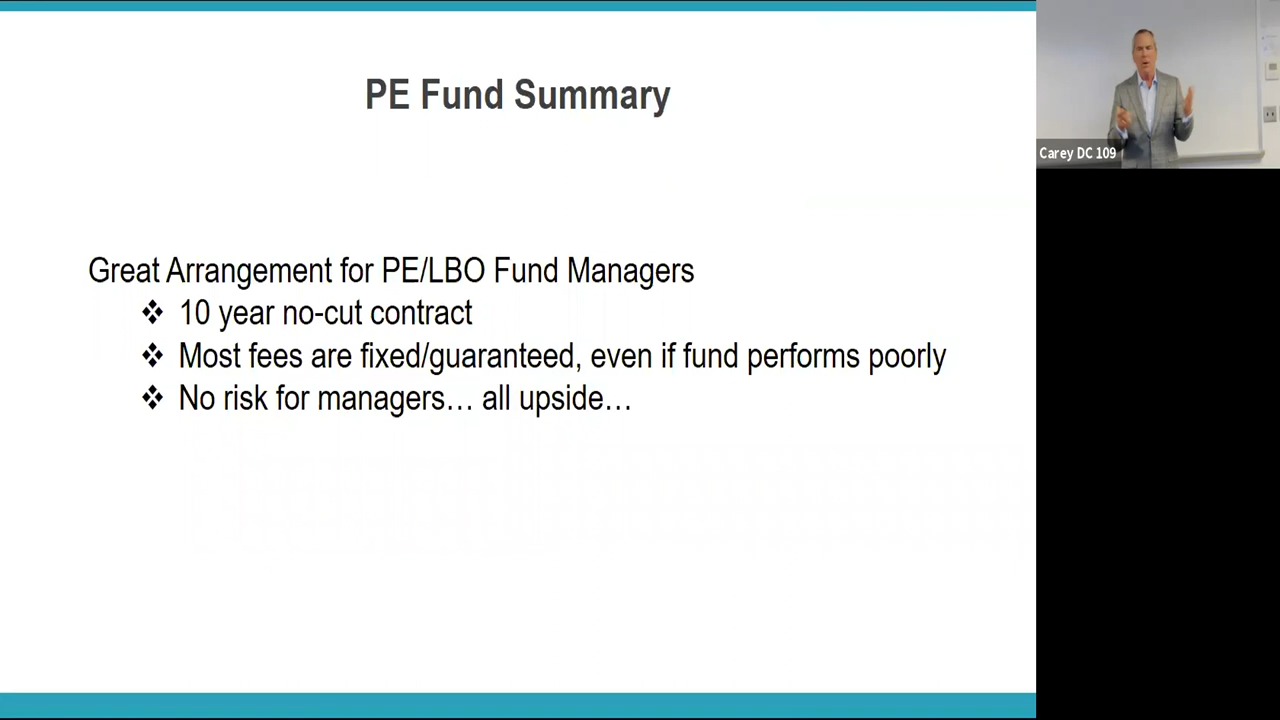 PE Fund Summary
Carey DC 109
Great Arrangement for PE/LBO Fund Managers
❖ 10 year no-cut contract
❖ Most fees are fixed/guaranteed, even if fund performs poorly
❖ No risk for managers… all upside…